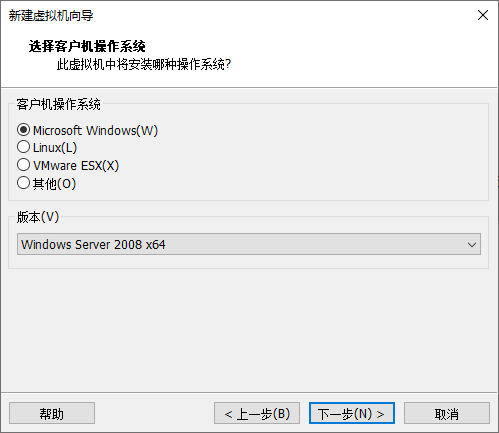 新建虚拟机向导
选择客户机操作系统
此虚拟机中将安装哪种操作系统?
客户机操作系统
Microsoft Windows(W)
Linux(L)
VMware ESX(X)
其他(O)
版本(V)
Windows Server 2008 x64
帮助 < 上一步(B) 下一步(N) > 取消